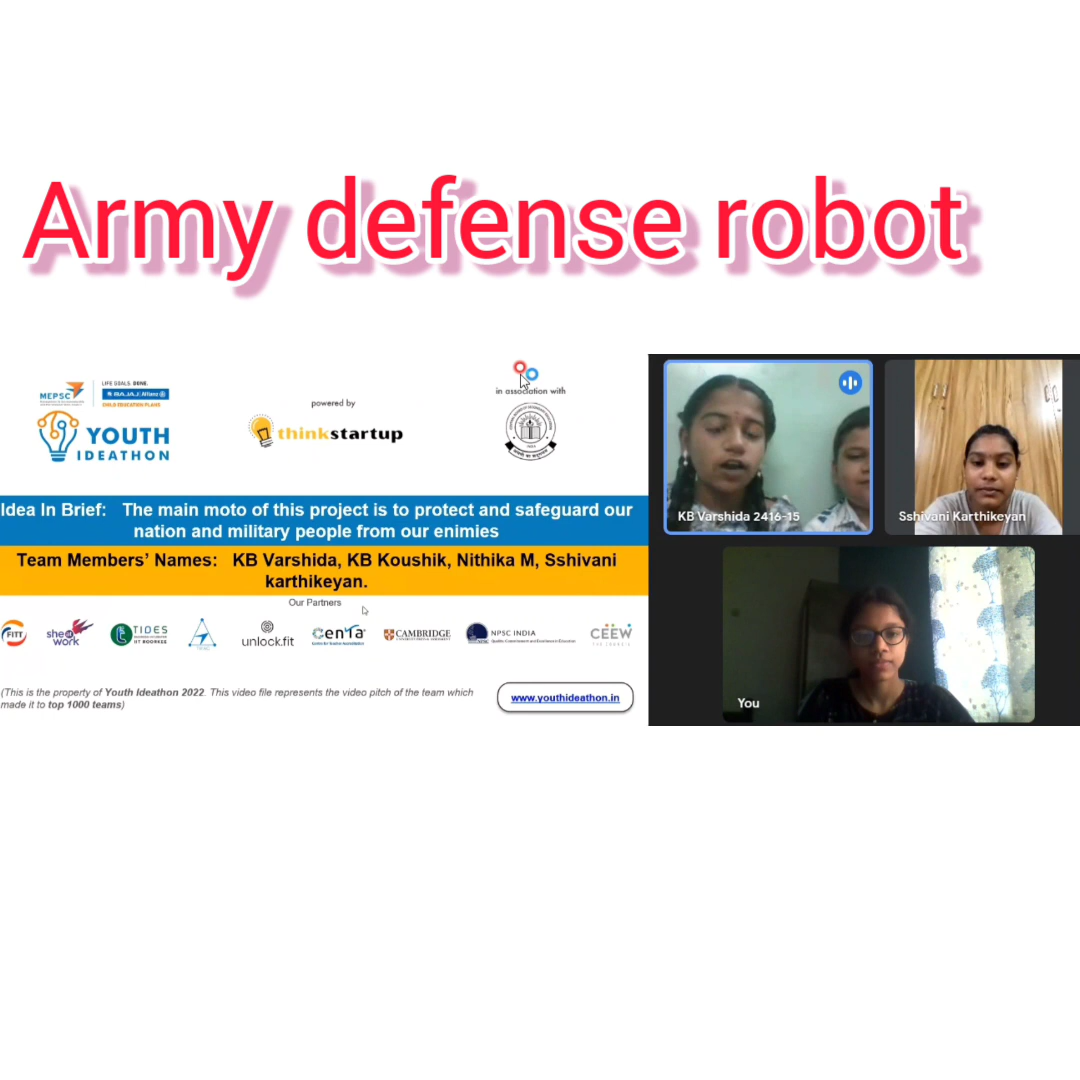 Army defense robot
MEPSC
LIFE GOALS. DONE.
BAJAJ Allianz
CHILD EDUCATION PLANS
YOUTH
IDEATHON
powered by
thinkstartup
in association with
Idea In Brief: The main moto of this project is to protect and safeguard our
nation and military people from our enimies
Team Members' Names: KB Varshida, KB Koushik, Nithika M, Sshivani
karthikeyan.
Our Partners
FITT
she at work
TIDES
unlock.fit
CENTA
CAMBRIDGE
NPSC INDIA
CEEW
(This is the property of Youth Ideathon 2022. This video file represents the video pitch of the team which
made it to top 1000 teams)
www.youthideathon.in
KB Varshida 2416-15
Sshivani Karthikeyan
You